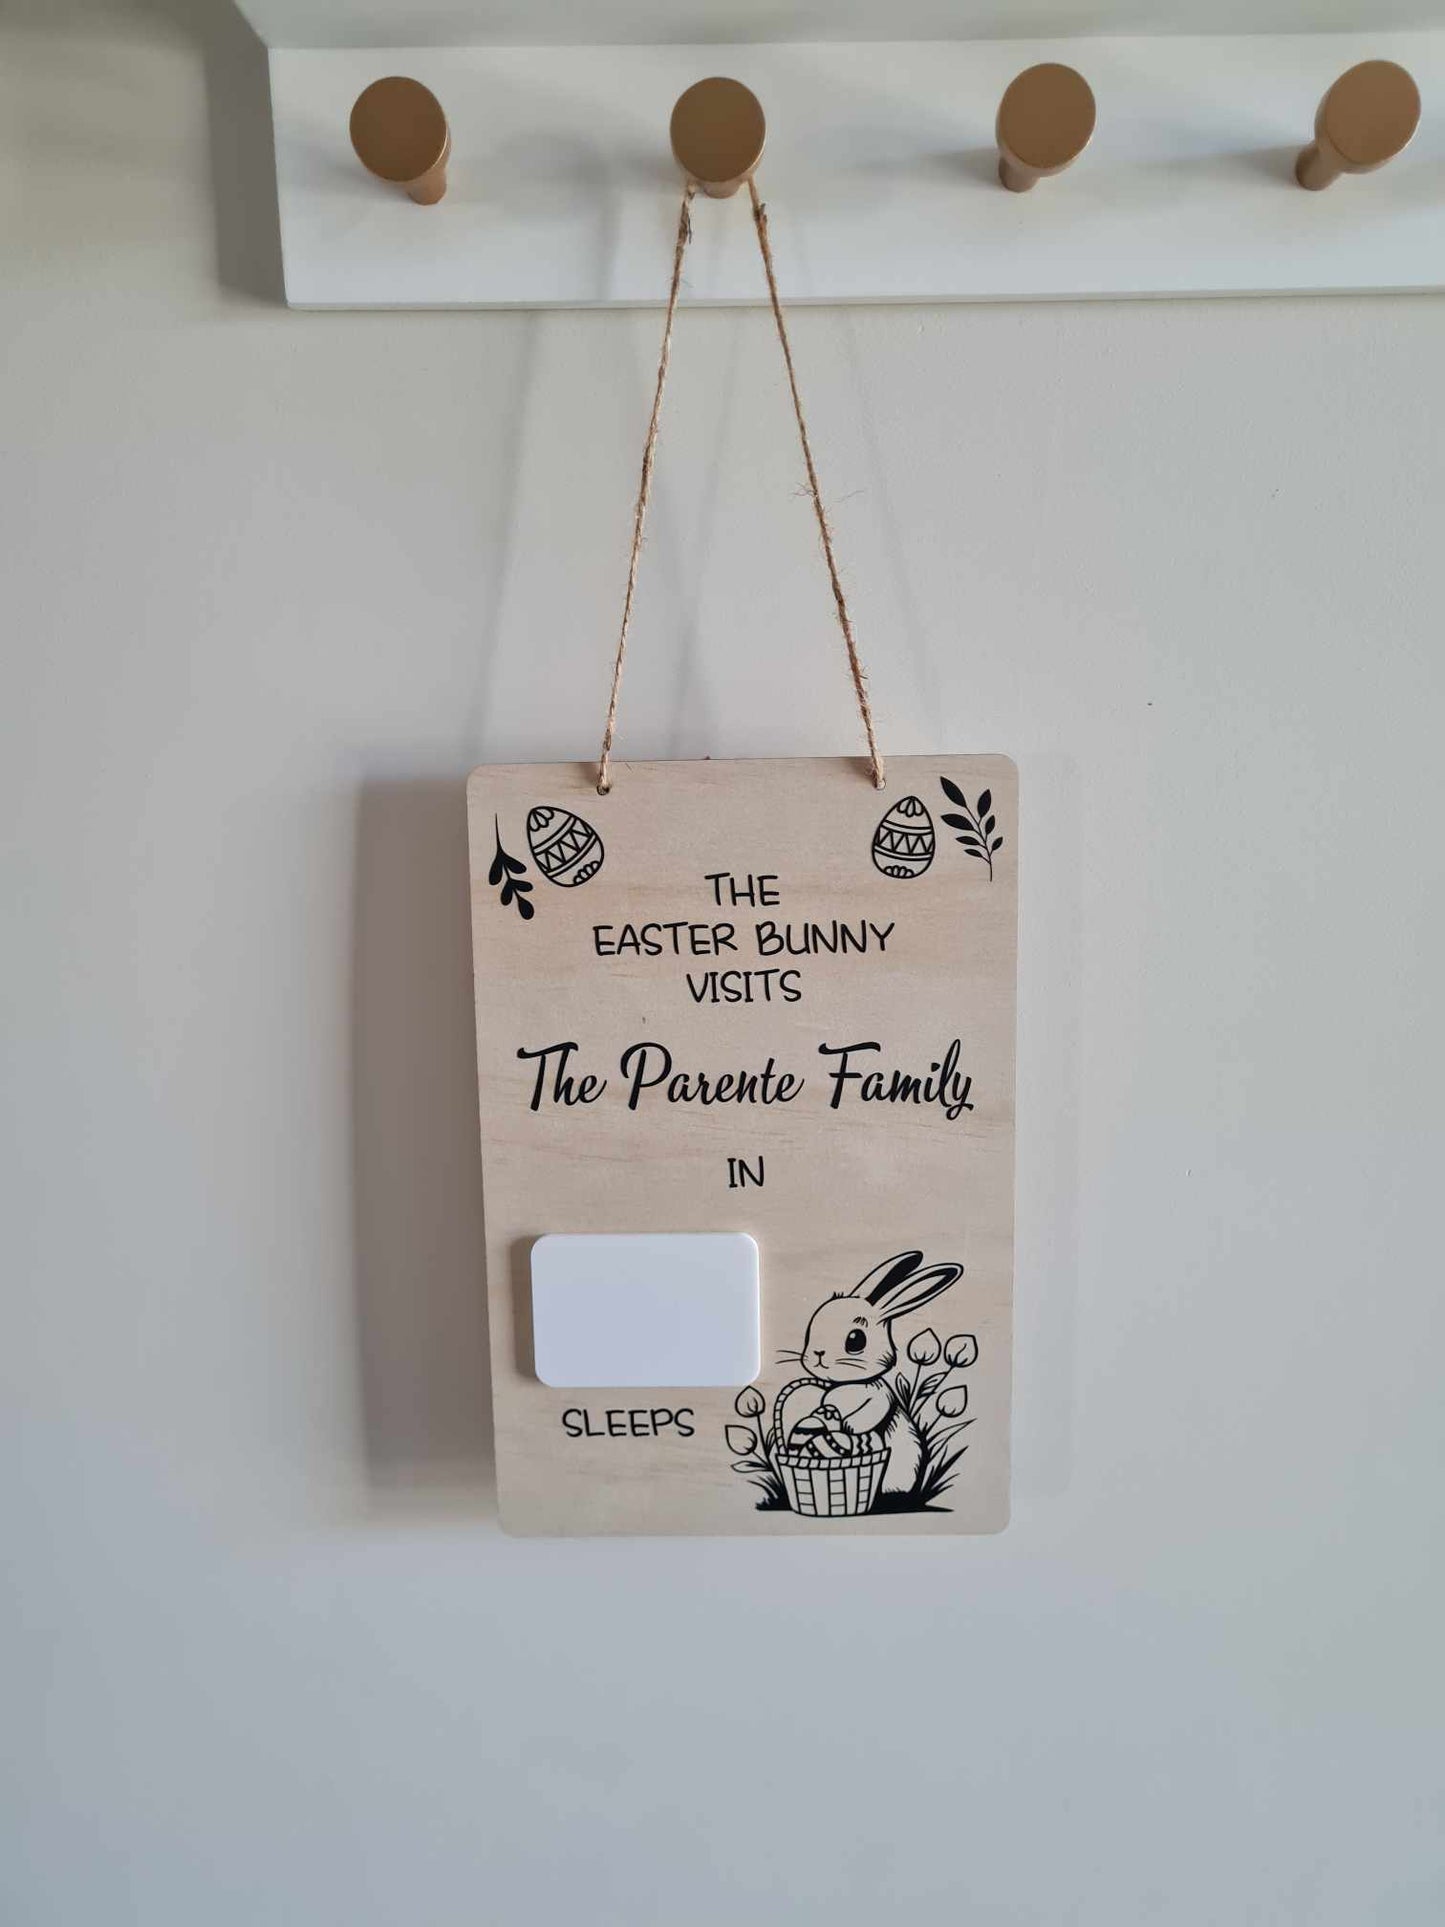 THE
EASTER BUNNY
VISITS
The Parente Family
IN
SLEEPS